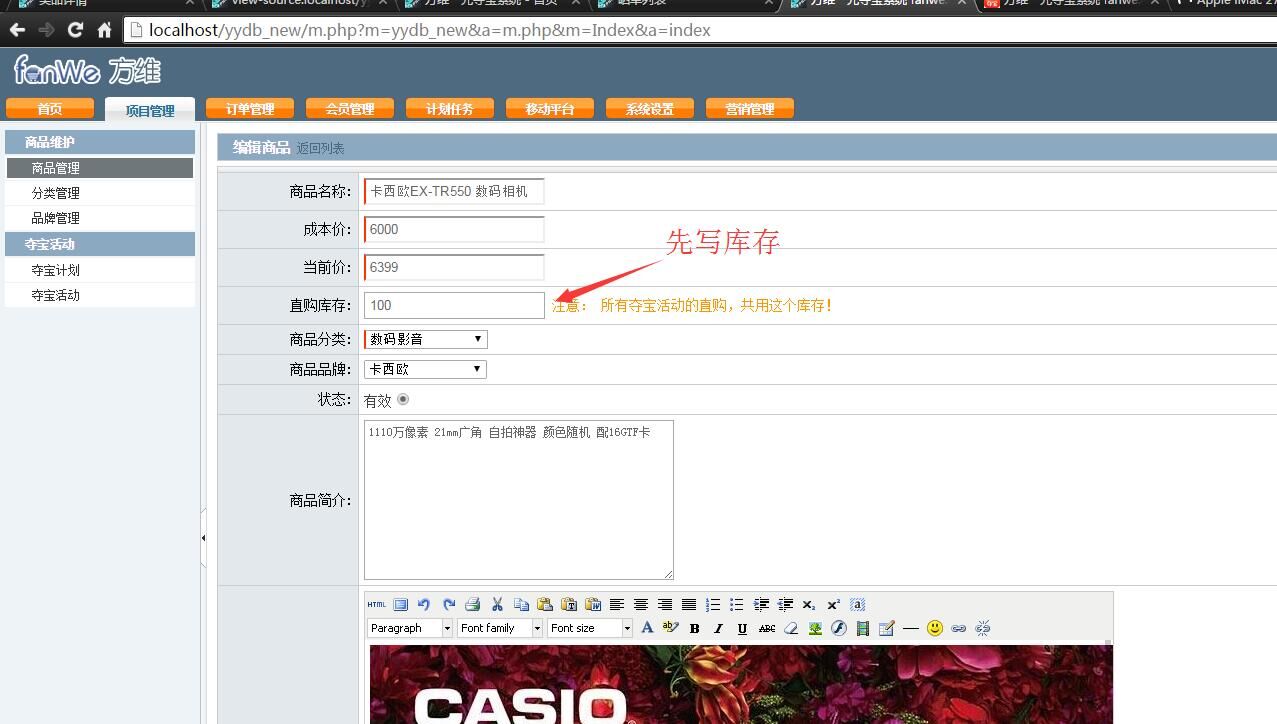 localhost/yydb_new/m.php?m=yydb_new&a=m.php&m=Index&a=index
fanWe 方维
首页 项目管理 订单管理 会员管理 计划任务 移动平台 系统设置 营销管理
商品维护
商品管理
分类管理
品牌管理
夺宝活动
夺宝计划
夺宝活动
编辑商品 返回列表
商品名称: 卡西欧EX-TR550 数码相机
成本价: 6000
先写库存
当前价: 6399
直购库存: 100 注意: 所有夺宝活动的直购,共用这个库存!
商品分类: 数码影音
商品品牌: 卡西欧
状态: 有效
商品简介: 1110万像素 21mm广角 自拍神器 颜色随机 配16GTF卡
HTML
Paragraph Font family Font size A B I U ABC
CASIO